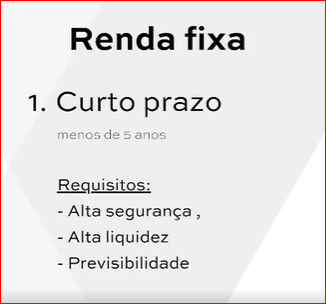 Renda fixa
1. Curto prazo
menos de 5 anos
Requisitos:
- Alta segurança ,
- Alta liquidez
- Previsibilidade